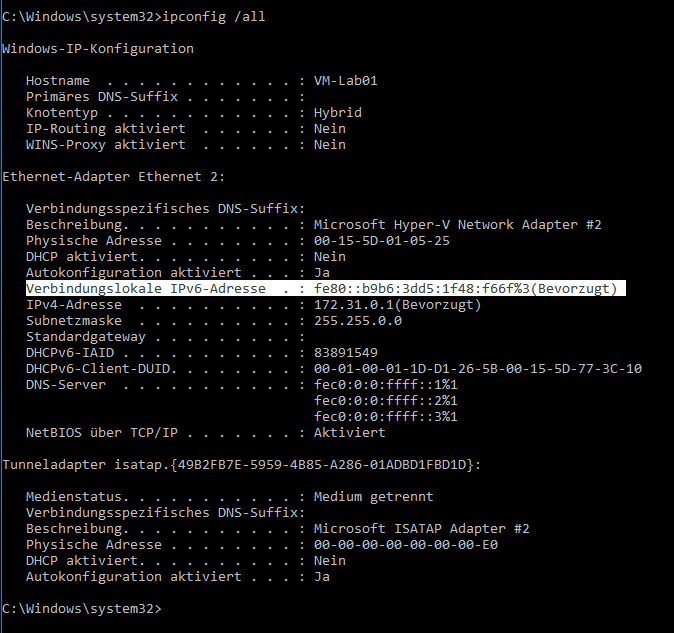 C:\Windows\system32>ipconfig /all
Windows-IP-Konfiguration
Hostname  . . . . . . . . . . . . : VM-Lab01
Primäres DNS-Suffix . . . . . . . :
Knotentyp . . . . . . . . . . . . : Hybrid
IP-Routing aktiviert  . . . . . . : Nein
WINS-Proxy aktiviert  . . . . . . : Nein
Ethernet-Adapter Ethernet 2:
Verbindungsspezifisches DNS-Suffix:
Beschreibung. . . . . . . . . . . : Microsoft Hyper-V Network Adapter #2
Physische Adresse . . . . . . . . : 00-15-5D-01-05-25
DHCP aktiviert. . . . . . . . . . : Nein
Autokonfiguration aktiviert . . . : Ja
Verbindungslokale IPv6-Adresse  . : fe80::b9b6:3dd5:1f48:f66f%3(Bevorzugt)
IPv4-Adresse  . . . . . . . . . . : 172.31.0.1(Bevorzugt)
Subnetzmaske  . . . . . . . . . . : 255.255.0.0
Standardgateway . . . . . . . . . :
DHCPv6-IAID . . . . . . . . . . . : 83891549
DHCPv6-Client-DUID. . . . . . . . : 00-01-00-01-1D-D1-26-5B-00-15-5D-77-3C-10
DNS-Server  . . . . . . . . . . . : fec0:0:0:ffff::1%1
fec0:0:0:ffff::2%1
fec0:0:0:ffff::3%1
NetBIOS über TCP/IP . . . . . . . : Aktiviert
Tunneladapter isatap.{49B2FB7E-5959-4B85-A286-01ADBD1FBD1D}:
Medienstatus. . . . . . . . . . . : Medium getrennt
Verbindungsspezifisches DNS-Suffix:
Beschreibung. . . . . . . . . . . : Microsoft ISATAP Adapter #2
Physische Adresse . . . . . . . . : 00-00-00-00-00-00-00-E0
DHCP aktiviert. . . . . . . . . . : Nein
Autokonfiguration aktiviert . . . : Ja
C:\Windows\system32>